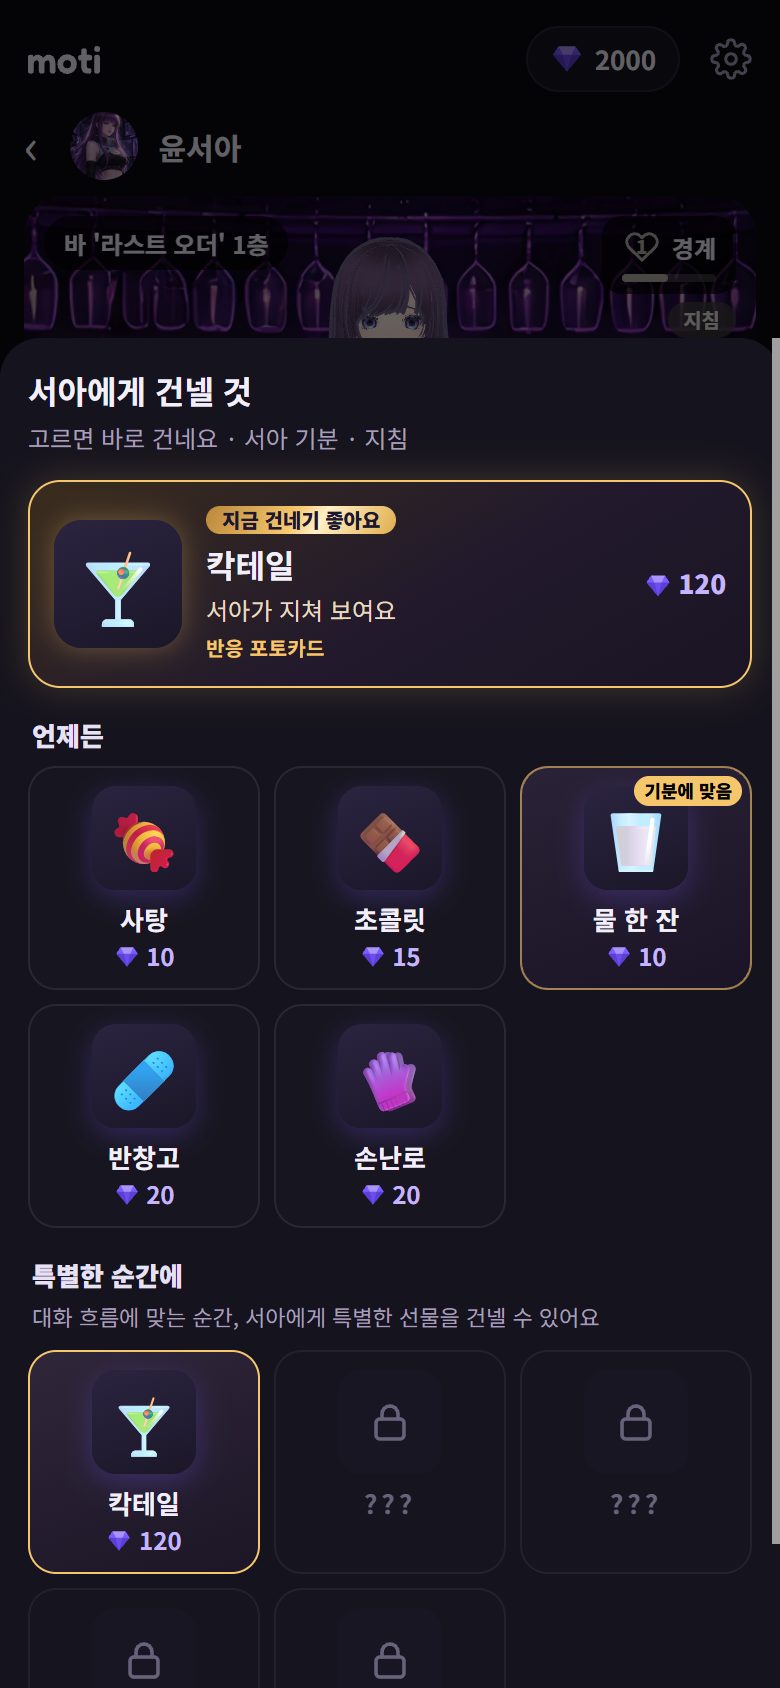 moti
2000
윤서아
바 '라스트 오더' 1층
1 경계
지침
서아에게 건넬 것
고르면 바로 건네요 · 서아 기분 · 지침
지금 건네기 좋아요
칵테일
120
서아가 지쳐 보여요
반응 포토카드
언제든
기분에 맞음
사탕
초콜릿
물 한 잔
10
15
10
반창고
손난로
20
20
특별한 순간에
대화 흐름에 맞는 순간, 서아에게 특별한 선물을 건넬 수 있어요
칵테일
???
???
120